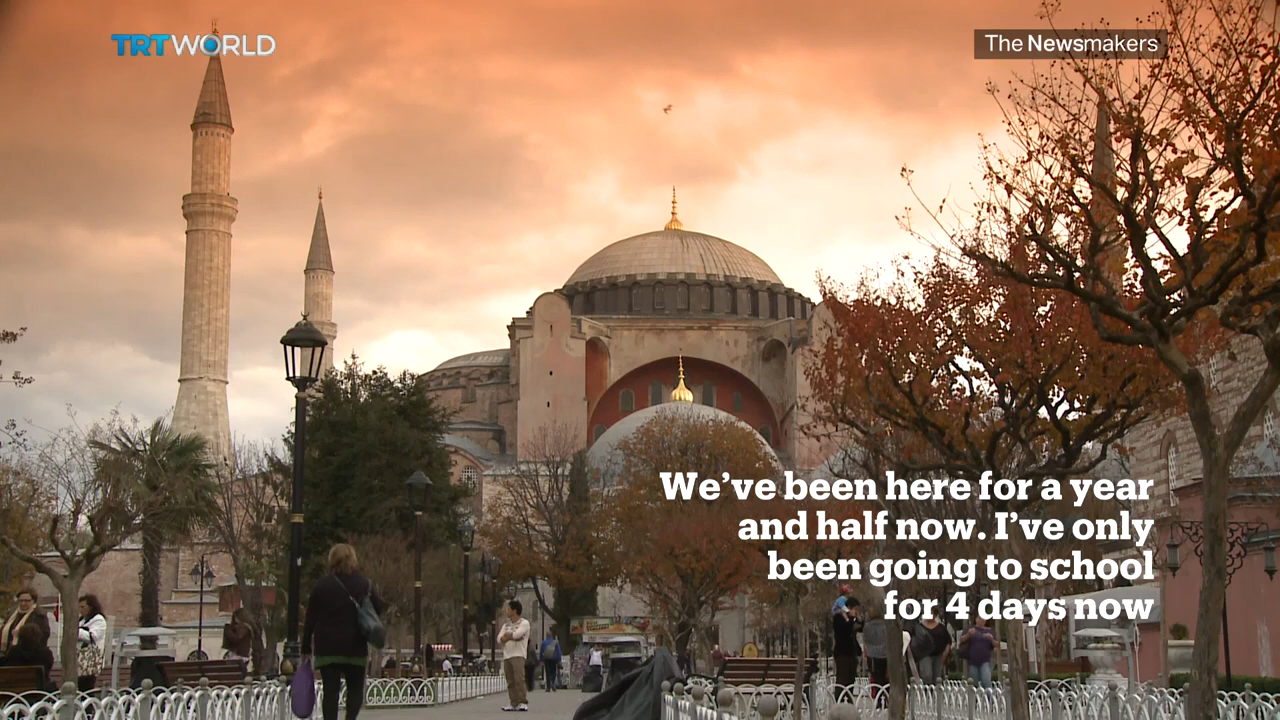 TRTWORLD
The Newsmakers
We've been here for a year
and half now. I've only
been going to school
for 4 days now